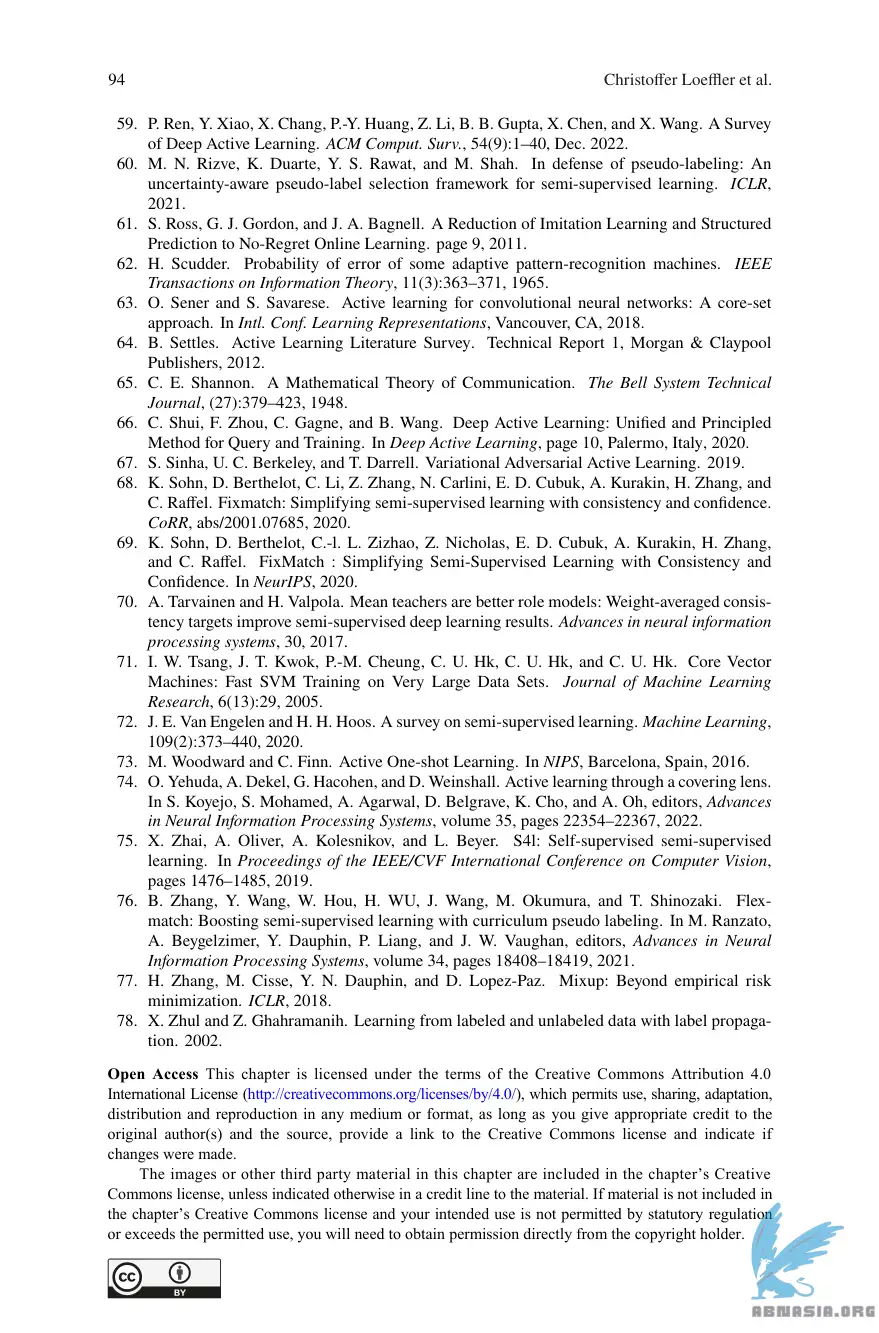 94
Christoffer Loeffler et al.
59. P. Ren, Y. Xiao, X. Chang, P.-Y. Huang, Z. Li, B. B. Gupta, X. Chen, and X. Wang. A Survey
of Deep Active Learning. ACM Comput. Surv., 54(9):1–40, Dec. 2022.
60. M. N. Rizve, K. Duarte, Y. S. Rawat, and M. Shah. In defense of pseudo-labeling: An
uncertainty-aware pseudo-label selection framework for semi-supervised learning. ICLR,
2021.
61. S. Ross, G. J. Gordon, and J. A. Bagnell. A Reduction of Imitation Learning and Structured
Prediction to No-Regret Online Learning. page 9, 2011.
62. H. Scudder. Probability of error of some adaptive pattern-recognition machines. IEEE
Transactions on Information Theory, 11(3):363–371, 1965.
63. O. Sener and S. Savarese. Active learning for convolutional neural networks: A core-set
approach. In Intl. Conf. Learning Representations, Vancouver, CA, 2018.
64. B. Settles. Active Learning Literature Survey. Technical Report 1, Morgan & Claypool
Publishers, 2012.
65. C. E. Shannon. A Mathematical Theory of Communication. The Bell System Technical
Journal, (27):379–423, 1948.
66. C. Shui, F. Zhou, C. Gagne, and B. Wang. Deep Active Learning: Unified and Principled
Method for Query and Training. In Deep Active Learning, page 10, Palermo, Italy, 2020.
67. S. Sinha, U. C. Berkeley, and T. Darrell. Variational Adversarial Active Learning. 2019.
68. K. Sohn, D. Berthelot, C. Li, Z. Zhang, N. Carlini, E. D. Cubuk, A. Kurakin, H. Zhang, and
C. Raffel. Fixmatch: Simplifying semi-supervised learning with consistency and confidence.
CoRR, abs/2001.07685, 2020.
69. K. Sohn, D. Berthelot, C.-l. L. Zizhao, Z. Nicholas, E. D. Cubuk, A. Kurakin, H. Zhang,
and C. Raffel. FixMatch : Simplifying Semi-Supervised Learning with Consistency and
Confidence. In NeurIPS, 2020.
70. A. Tarvainen and H. Valpola. Mean teachers are better role models: Weight-averaged consis-
tency targets improve semi-supervised deep learning results. Advances in neural information
processing systems, 30, 2017.
71. I. W. Tsang, J. T. Kwok, P.-M. Cheung, C. U. Hk, C. U. Hk, and C. U. Hk. Core Vector
Machines: Fast SVM Training on Very Large Data Sets. Journal of Machine Learning
Research, 6(13):29, 2005.
72. J. E. Van Engelen and H. H. Hoos. A survey on semi-supervised learning. Machine Learning,
109(2):373–440, 2020.
73. M. Woodward and C. Finn. Active One-shot Learning. In NIPS, Barcelona, Spain, 2016.
74. O. Yehuda, A. Dekel, G. Hacohen, and D. Weinshall. Active learning through a covering lens.
In S. Koyejo, S. Mohamed, A. Agarwal, D. Belgrave, K. Cho, and A. Oh, editors, Advances
in Neural Information Processing Systems, volume 35, pages 22354–22367, 2022.
75. X. Zhai, A. Oliver, A. Kolesnikov, and L. Beyer. S4l: Self-supervised semi-supervised
learning. In Proceedings of the IEEE/CVF International Conference on Computer Vision,
pages 1476–1485, 2019.
76. B. Zhang, Y. Wang, W. Hou, H. WU, J. Wang, M. Okumura, and T. Shinozaki. Flex-
match: Boosting semi-supervised learning with curriculum pseudo labeling. In M. Ranzato,
A. Beygelzimer, Y. Dauphin, P. Liang, and J. W. Vaughan, editors, Advances in Neural
Information Processing Systems, volume 34, pages 18408–18419, 2021.
77. H. Zhang, M. Cisse, Y. N. Dauphin, and D. Lopez-Paz. Mixup: Beyond empirical risk
minimization. ICLR, 2018.
78. X. Zhul and Z. Ghahramanih. Learning from labeled and unlabeled data with label propaga-
tion. 2002.
Open Access This chapter is licensed under the terms of the Creative Commons Attribution 4.0
International License (http://creativecommons.org/licenses/by/4.0/), which permits use, sharing, adaptation,
distribution and reproduction in any medium or format, as long as you give appropriate credit to the
original author(s) and the source, provide a link to the Creative Commons license and indicate if
changes were made.
The images or other third party material in this chapter are included in the chapter's Creative
Commons license, unless indicated otherwise in a credit line to the material. If material is not included in
the chapter's Creative Commons license and your intended use is not permitted by statutory regulation
or exceeds the permitted use, you will need to obtain permission directly from the copyright holder.
cc
BY
ABNASIA.ORG